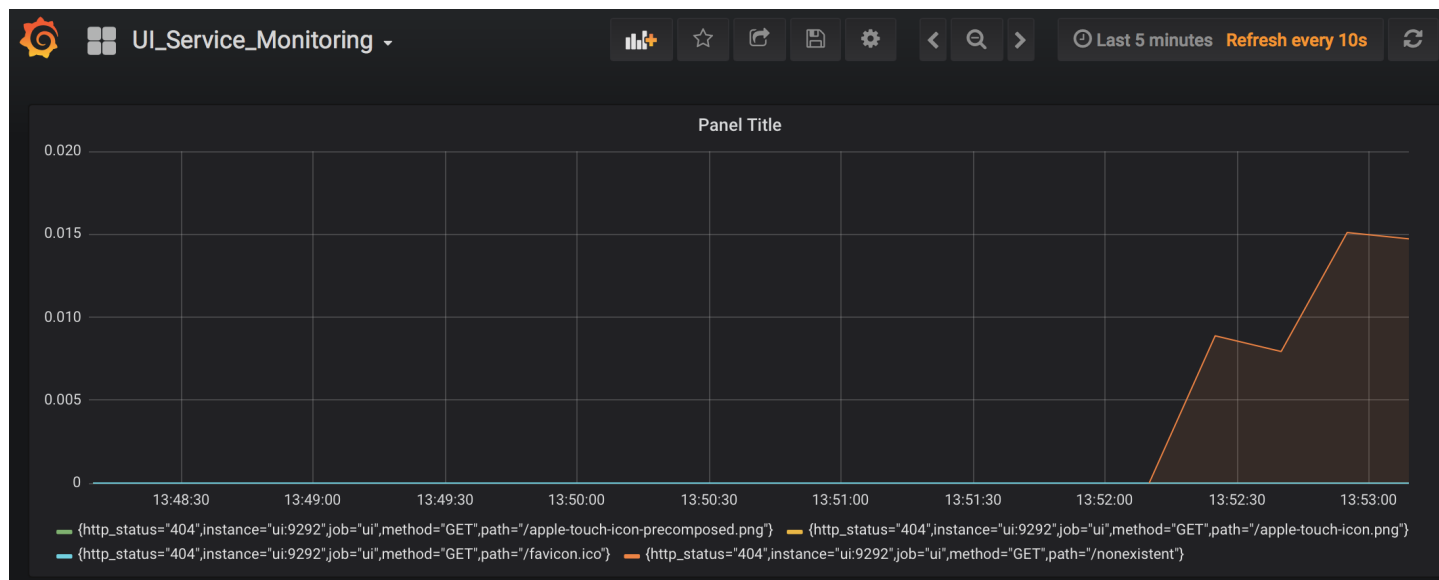 UI_Service_Monitoring
Last 5 minutes Refresh every 10s
Panel Title
0.020
0.015
0.010
0.005
0
13:48:30 13:49:00 13:49:30 13:50:00 13:50:30 13:51:00 13:51:30 13:52:00 13:52:30 13:53:00
{http_status="404",instance="ui:9292",job="ui",method="GET",path="/apple-touch-icon-precomposed.png"} {http_status="404",instance="ui:9292",job="ui",method="GET",path="/apple-touch-icon.png"}
{http_status="404",instance="ui:9292",job="ui",method="GET",path="/favicon.ico"} {http_status="404",instance="ui:9292",job="ui",method="GET",path="/nonexistent"}